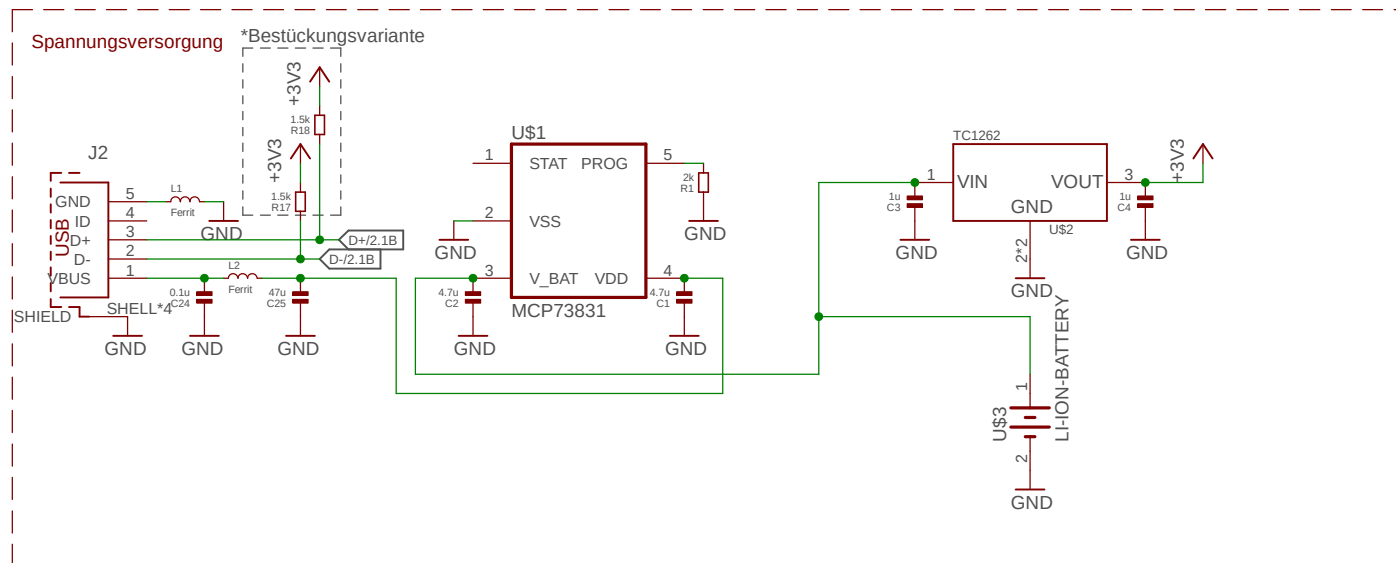 Spannungsversorgung
*Bestückungsvariante
+3V3
1.5k
R18
+3V3
1.5k
R17
J2
USB
GND 5
ID 4
D+ 3
D- 2
VBUS 1
SHIELD
SHELL*4
GND
L1
Ferrit
GND
D+/2.1B
D-/2.1B
L2
Ferrit
0.1u
C24
GND
47u
C25
GND
U$1
1 STAT PROG 5
2 VSS
3 V_BAT VDD 4
MCP73831
GND
2k
R1
GND
4.7u
C2
GND
4.7u
C1
GND
TC1262
1 VIN VOUT 3
GND
U$2
2*2
GND
1u
C3
GND
1u
C4
GND
+3V3
1
U$3
LI-ION-BATTERY
2
GND